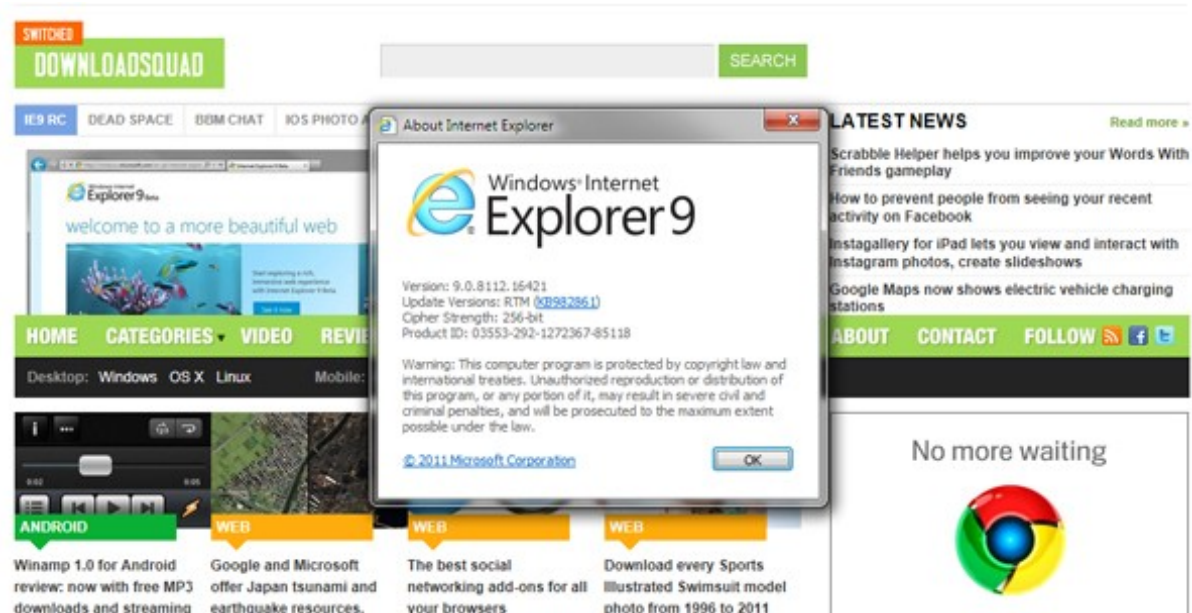 SWITCHED
DOWNLOADSQUAD
SEARCH
IE9 RC DEAD SPACE BBM CHAT IOS PHOTO A
About Internet Explorer
LATEST NEWS
Read more »
Scrabble Helper helps you improve your Words With
Friends gameplay
How to prevent people from seeing your recent
activity on Facebook
Instagallery for iPad lets you view and interact with
Instagram photos, create slideshows
Google Maps now shows electric vehicle charging
stations
Explorer9
welcome to a more beautiful web
Windows Internet
Explorer 9
Version: 9.0.8112.16421
Update Versions: RTM (KB982861)
Cipher Strength: 256-bit
Product ID: 03553-292-1272367-85118
Warning: This computer program is protected by copyright law and
international treaties. Unauthorized reproduction or distribution of
this program, or any portion of it, may result in severe civil and
criminal penalties, and will be prosecuted to the maximum extent
possible under the law.
© 2011 Microsoft Corporation
OK
HOME CATEGORIES VIDEO REVIE
ABOUT CONTACT FOLLOW
Desktop: Windows OS X Linux Mobile:
0:02 0:05
ANDROID
Winamp 1.0 for Android
review: now with free MP3
downloads and streaming
WEB
Google and Microsoft
offer Japan tsunami and
earthquake resources,
WEB
The best social
networking add-ons for all
your browsers
WEB
Download every Sports
Illustrated Swimsuit model
photo from 1996 to 2011
No more waiting